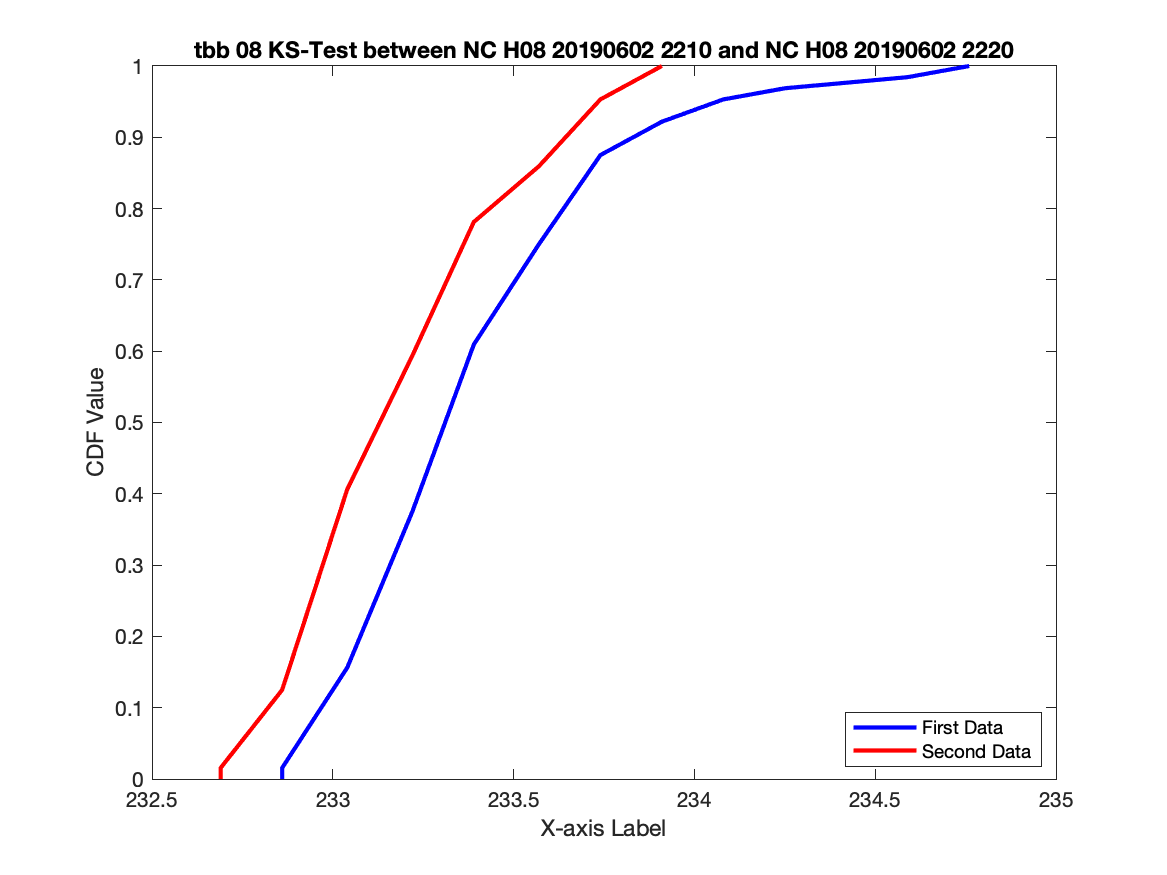 tbb 08 KS-Test between NC H08 20190602 2210 and NC H08 20190602 2220
1
0.9
0.8
0.7
0.6
0.5
0.4
0.3
0.2
0.1
0
CDF Value
First Data
Second Data
232.5 233 233.5 234 234.5 235
X-axis Label